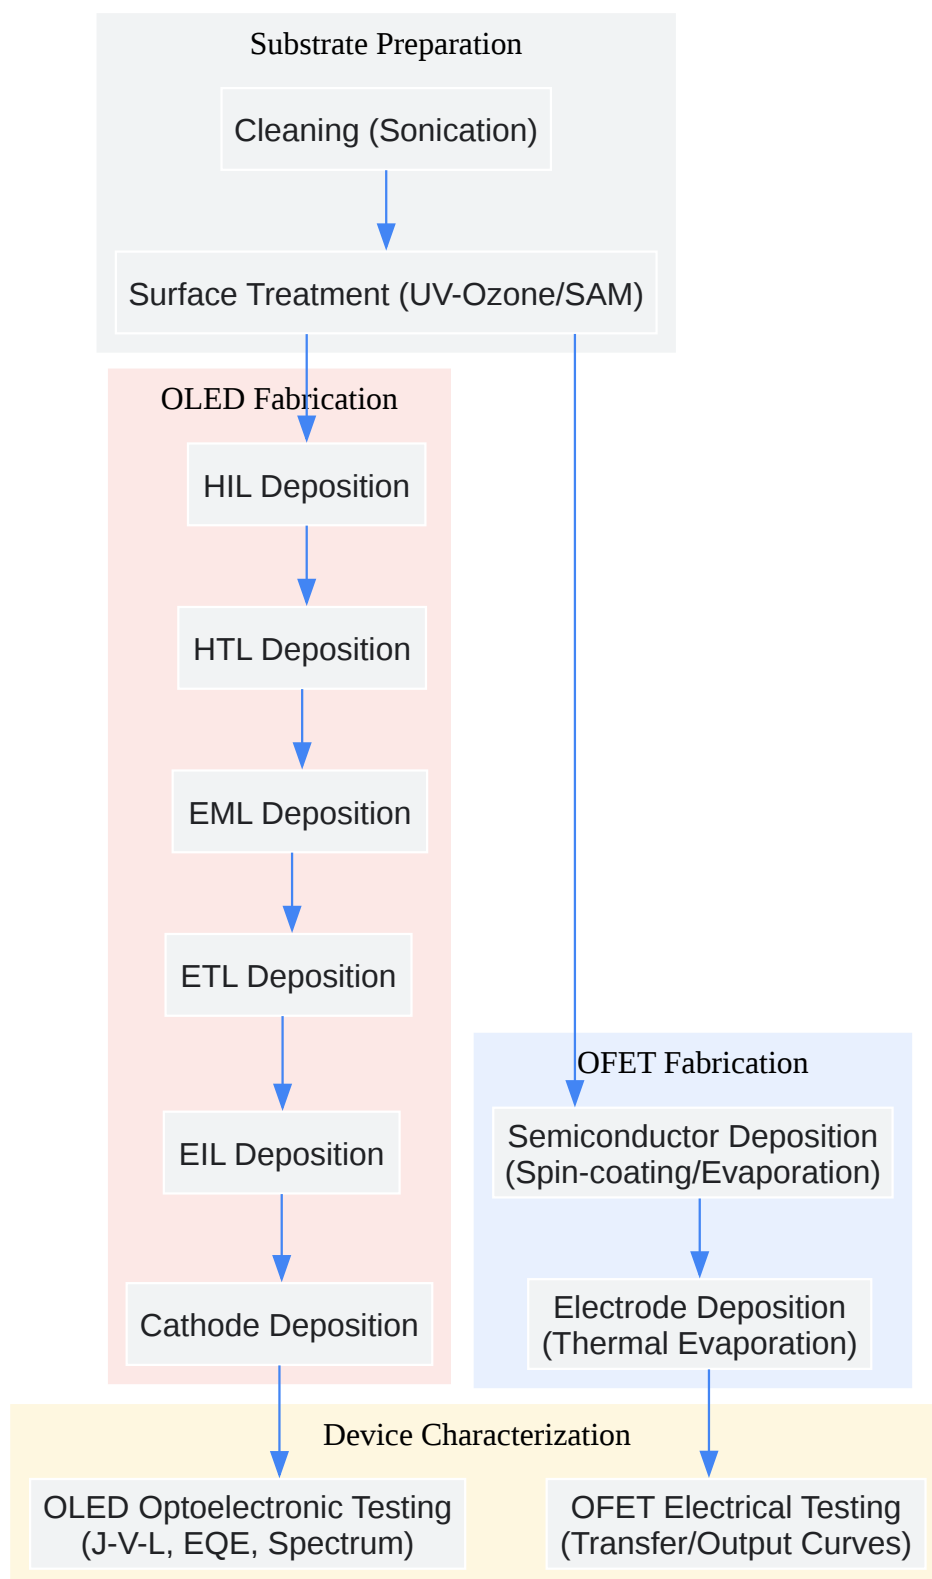 Substrate Preparation
Cleaning (Sonication)
Surface Treatment (UV-Ozone/SAM)
OLED Fabrication
HIL Deposition
HTL Deposition
EML Deposition
ETL Deposition
EIL Deposition
Cathode Deposition
OFET Fabrication
Semiconductor Deposition
(Spin-coating/Evaporation)
Electrode Deposition
(Thermal Evaporation)
Device Characterization
OLED Optoelectronic Testing
(J-V-L, EQE, Spectrum)
OFET Electrical Testing
(Transfer/Output Curves)